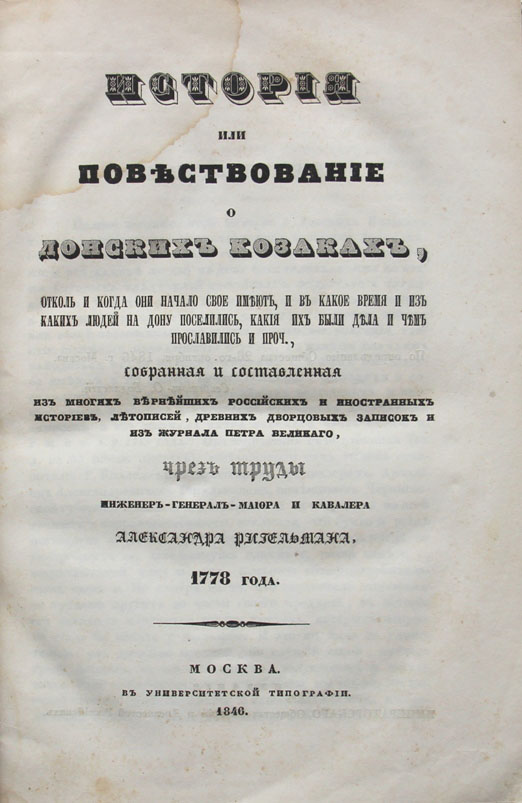 ИСТОРІЯ
ИЛИ
ПОВѢСТВОВАНІЕ
О
ДОНСКИХЪ КОЗАКАХЪ,
ОТКОЛЬ И КОГДА ОНИ НАЧАЛО СВОЕ ИМѢЮТЪ, И ВЪ КАКОЕ ВРЕМЯ И ИЗЪ
КАКИХЪ ЛЮДЕЙ НА ДОНУ ПОСЕЛИЛИСЬ, КАКІЯ ИХЪ БЫЛИ ДѢЛА И ЧѢМЪ
ПРОСЛАВИЛИСЬ И ПРОЧ.,
собранная и составленная
ИЗЪ МНОГИХЪ ВѢРНѢЙШИХЪ РОССІЙСКИХЪ И ИНОСТРАННЫХЪ
ИСТОРІЕВЪ, ЛѢТОПИСЕЙ, ДРЕВНИХЪ ДВОРЦОВЫХЪ ЗАПИСОКЪ И
ИЗЪ ЖУРНАЛА ПЕТРА ВЕЛИКАГО,
чрезъ труды
ИНЖЕНЕР-ГЕНЕРАЛ-МАІОРА И КАВАЛЕРА
АЛЕКСАНДРА РИГЕЛЬМАНА,
1778 ГОДА.
МОСКВА.
ВЪ УНИВЕРСИТЕТСКОЙ ТИПОГРАФІИ.
1846.